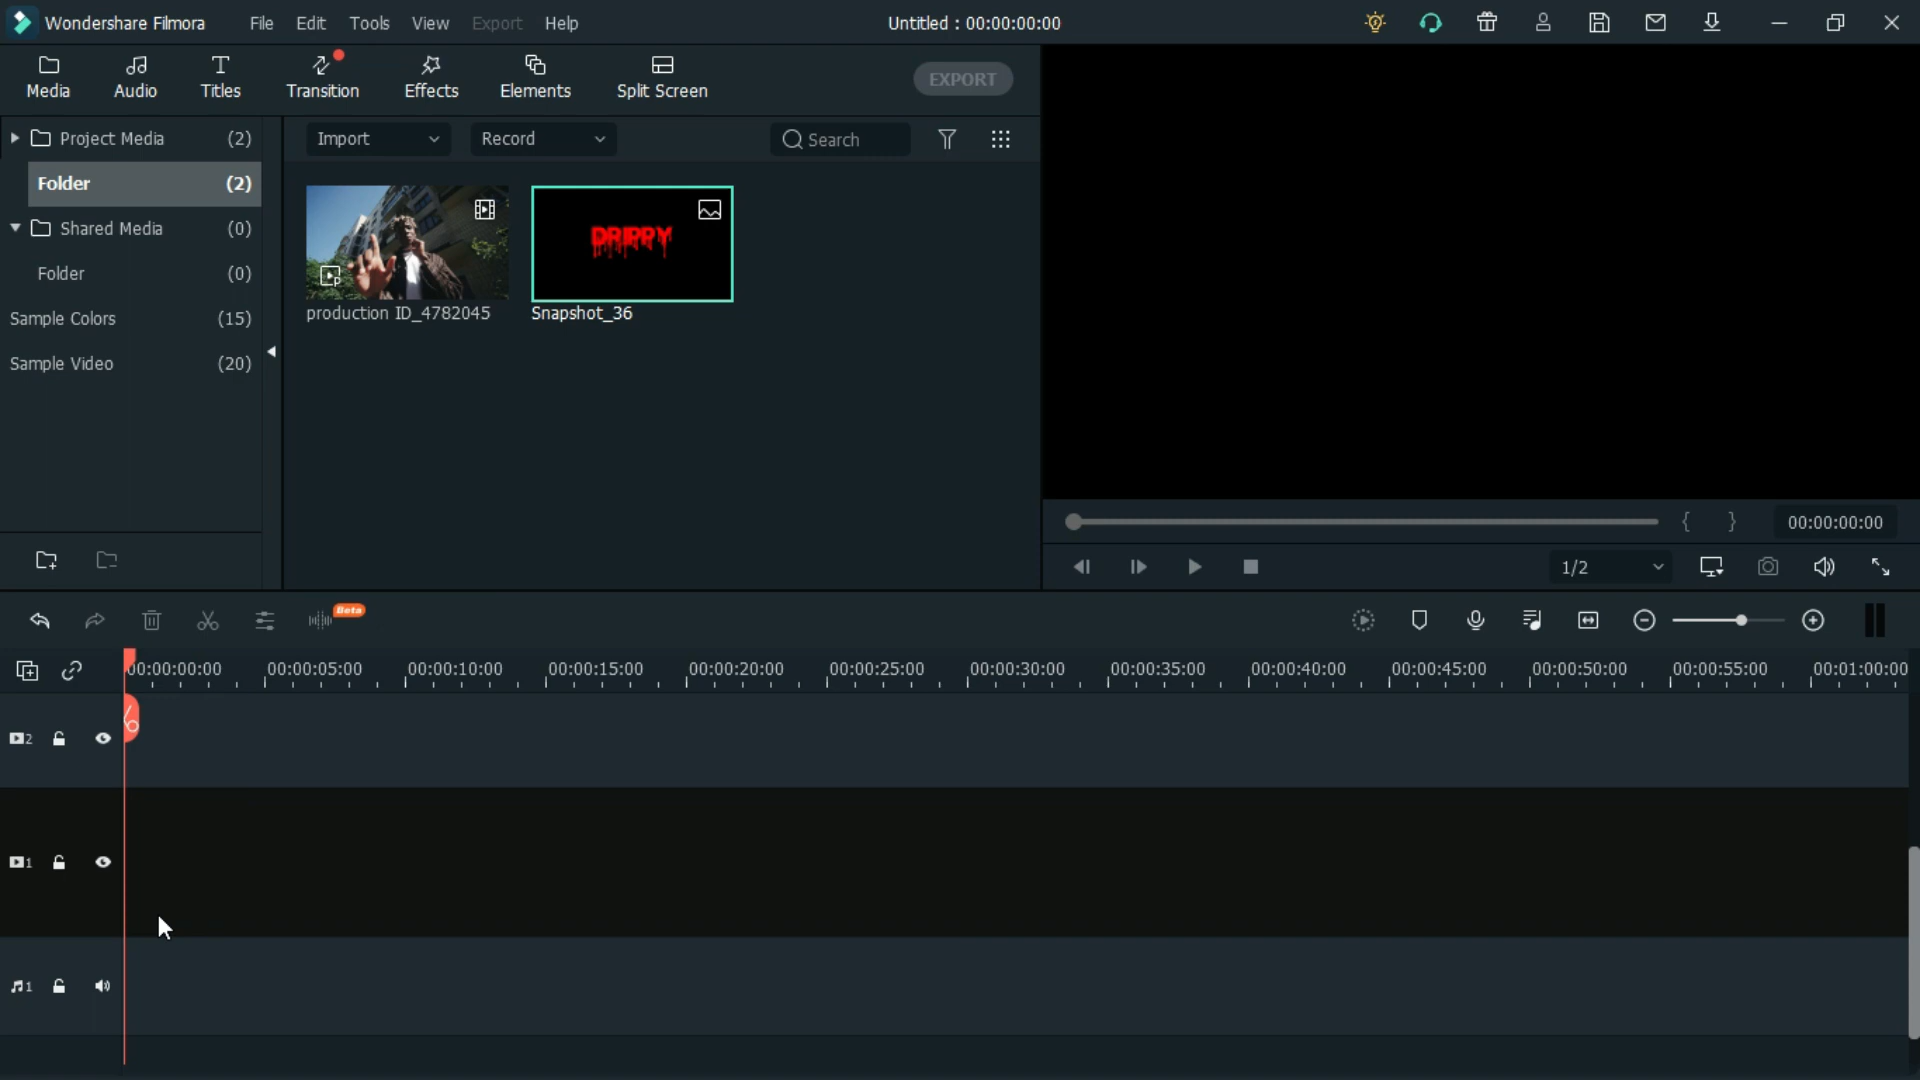 Wondershare Filmora File Edit Tools View Export Help Untitled : 00:00:00:00
Media Audio Titles Transition Effects Elements Split Screen EXPORT
Project Media (2) Import Record Search
Folder (2)
Shared Media (0)
Folder (0)
Sample Colors (15)
Sample Video (20)
DRIPPY
production ID_4782045 Snapshot_36
{ } 00:00:00:00
1/2
Beta
00:00:00:00 00:00:05:00 00:00:10:00 00:00:15:00 00:00:20:00 00:00:25:00 00:00:30:00 00:00:35:00 00:00:40:00 00:00:45:00 00:00:50:00 00:00:55:00 00:01:00:00
2
1
1